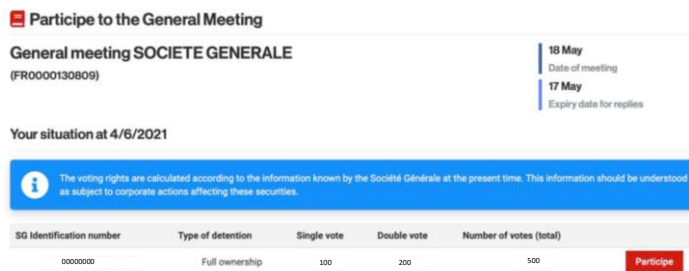 Participe to the General Meeting
General meeting SOCIETE GENERALE
(FR0000130809)
18 May
Date of meeting
17 May
Expiry date for replies
Your situation at 4/6/2021
The voting rights are calculated according to the information known by the Société Générale at the present time. This information should be understood
as subject to corporate actions affecting these securities.
SG Identification number Type of detention Single vote Double vote Number of votes (total)
00000000 Full ownership 100 200 500 Participe